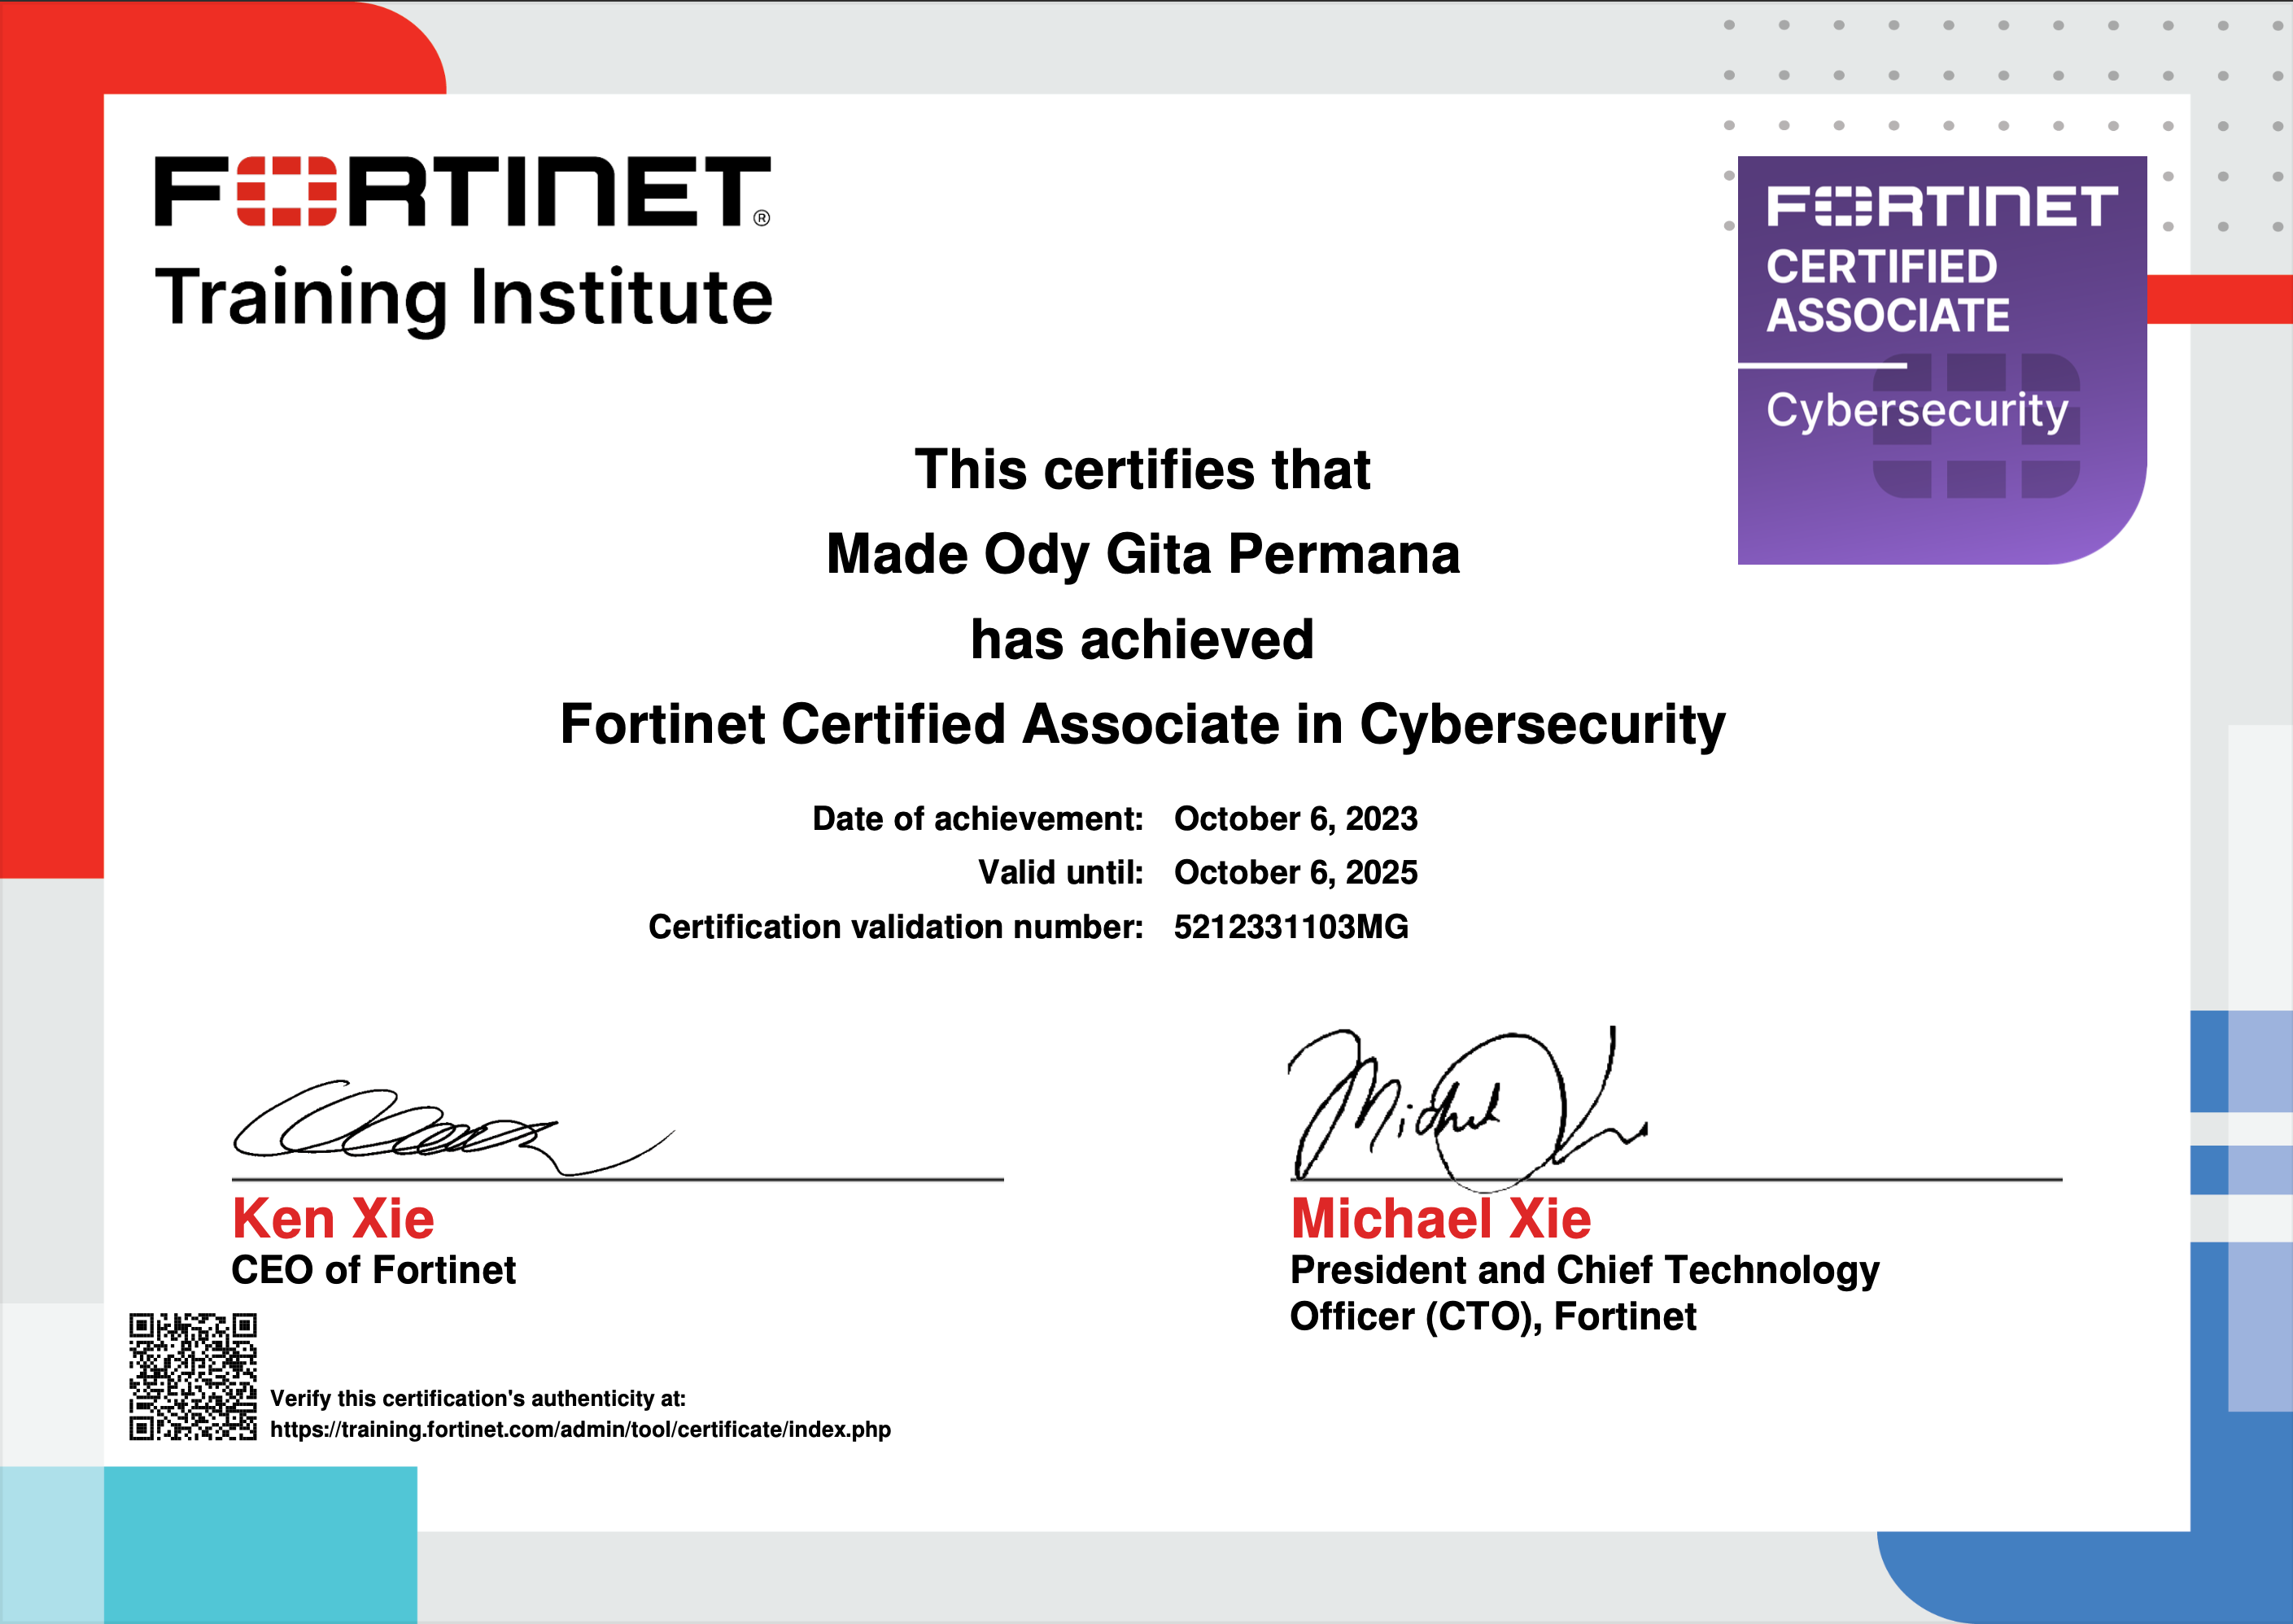 FORTINET®
Training Institute
FORTINET
CERTIFIED
ASSOCIATE
Cybersecurity
This certifies that
Made Ody Gita Permana
has achieved
Fortinet Certified Associate in Cybersecurity
Date of achievement: October 6, 2023
Valid until: October 6, 2025
Certification validation number: 5212331103MG
Ken Xie
CEO of Fortinet
Michael Xie
President and Chief Technology
Officer (CTO), Fortinet
Verify this certification's authenticity at:
https://training.fortinet.com/admin/tool/certificate/index.php